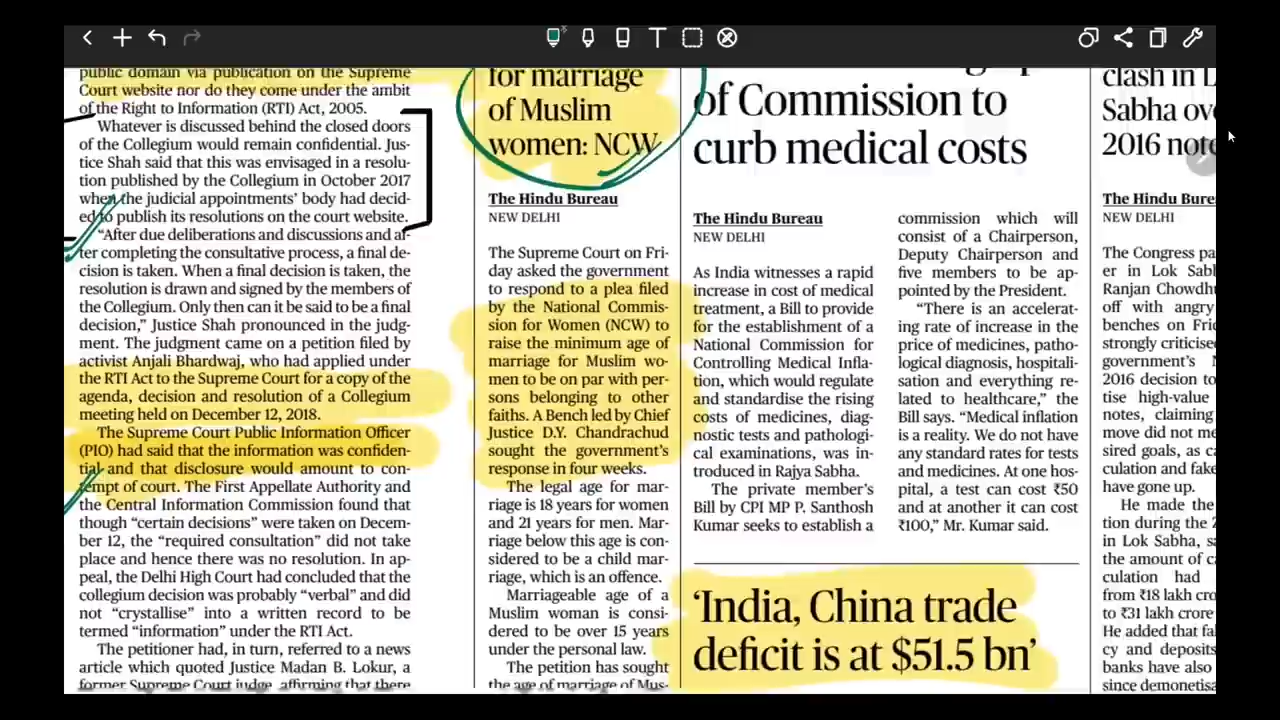 public domain via publication on the Supreme
Court website nor do they come under the ambit
of the Right to Information (RTI) Act, 2005.
Whatever is discussed behind the closed doors
of the Collegium would remain confidential. Jus-
tice Shah said that this was envisaged in a resolu-
tion published by the Collegium in October 2017
when the judicial appointments’ body had decid-
ed to publish its resolutions on the court website.
“After due deliberations and discussions and af-
ter completing the consultative process, a final de-
cision is taken. When a final decision is taken, the
resolution is drawn and signed by the members of
the Collegium. Only then can it be said to be a final
decision,” Justice Shah pronounced in the judg-
ment. The judgment came on a petition filed by
activist Anjali Bhardwaj, who had applied under
the RTI Act to the Supreme Court for a copy of the
agenda, decision and resolution of a Collegium
meeting held on December 12, 2018.
The Supreme Court Public Information Officer
(PIO) had said that the information was confiden-
tial and that disclosure would amount to con-
tempt of court. The First Appellate Authority and
the Central Information Commission found that
though “certain decisions” were taken on Decem-
ber 12, the “required consultation” did not take
place and hence there was no resolution. In ap-
peal, the Delhi High Court had concluded that the
collegium decision was probably “verbal” and did
not “crystallise” into a written record to be
termed “information” under the RTI Act.
The petitioner had, in turn, referred to a news
article which quoted Justice Madan B. Lokur, a
former Supreme Court judge, affirming that there
for marriage
of Muslim
women: NCW
The Hindu Bureau
NEW DELHI
The Supreme Court on Fri-
day asked the government
to respond to a plea filed
by the National Commis-
sion for Women (NCW) to
raise the minimum age of
marriage for Muslim wo-
men to be on par with per-
sons belonging to other
faiths. A Bench led by Chief
Justice D.Y. Chandrachud
sought the government’s
response in four weeks.
The legal age for mar-
riage is 18 years for women
and 21 years for men. Mar-
riage below this age is con-
sidered to be a child mar-
riage, which is an offence.
Marriageable age of a
Muslim woman is consi-
dered to be over 15 years
under the personal law.
The petition has sought
the age of marriage of Mus-
of Commission to
curb medical costs
The Hindu Bureau
NEW DELHI
As India witnesses a rapid
increase in cost of medical
treatment, a Bill to provide
for the establishment of a
National Commission for
Controlling Medical Infla-
tion, which would regulate
and standardise the rising
costs of medicines, diag-
nostic tests and pathologi-
cal examinations, was in-
troduced in Rajya Sabha.
The private member’s
Bill by CPI MP P. Santhosh
Kumar seeks to establish a
commission which will
consist of a Chairperson,
Deputy Chairperson and
five members to be ap-
pointed by the President.
“There is an accelerat-
ing rate of increase in the
price of medicines, patho-
logical diagnosis, hospitali-
sation and everything re-
lated to healthcare,” the
Bill says. “Medical inflation
is a reality. We do not have
any standard rates for tests
and medicines. At one hos-
pital, a test can cost ₹50
and at another it can cost
₹100,” Mr. Kumar said.
‘India, China trade
deficit is at $51.5 bn’
clash in
Sabha
2016
The Hindu
NEW DELHI
The Congress
er in Lok
Ranjan
off with angry
benches on
strongly
government’s
2016 decision to
tise high-value
notes, claiming
move did not
sired goals, as
culation and fake
have gone up.
He made the
tion during the
in Lok Sabha,
the amount of
culation had
from ₹18 lakh
to ₹31 lakh crore
He added that
cy and deposits
banks have also
since